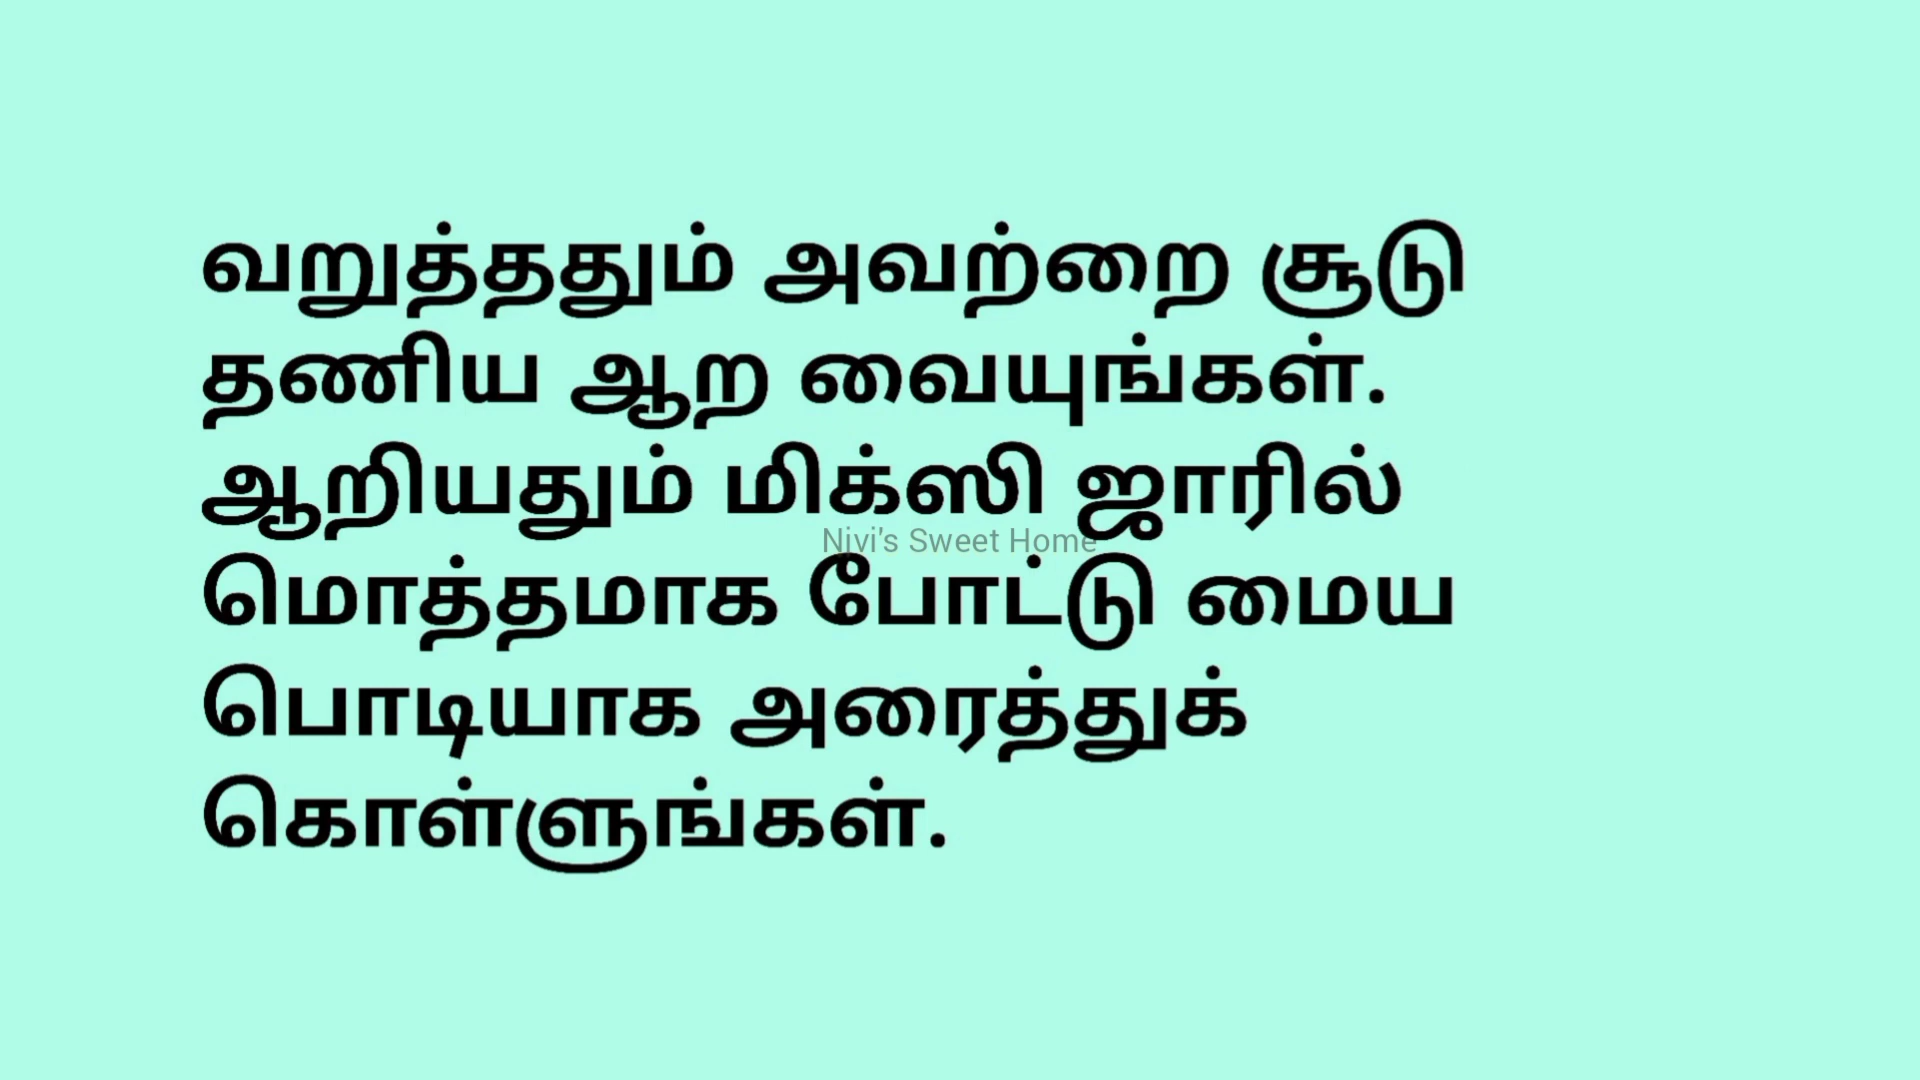 வறுத்ததும் அவற்றை சூடு
தணிய ஆற வையுங்கள்.
ஆறியதும் மிக்ஸி ஜாரில்
Nivi's Sweet Home
மொத்தமாக போட்டு மைய
பொடியாக அரைத்துக்
கொள்ளுங்கள்.